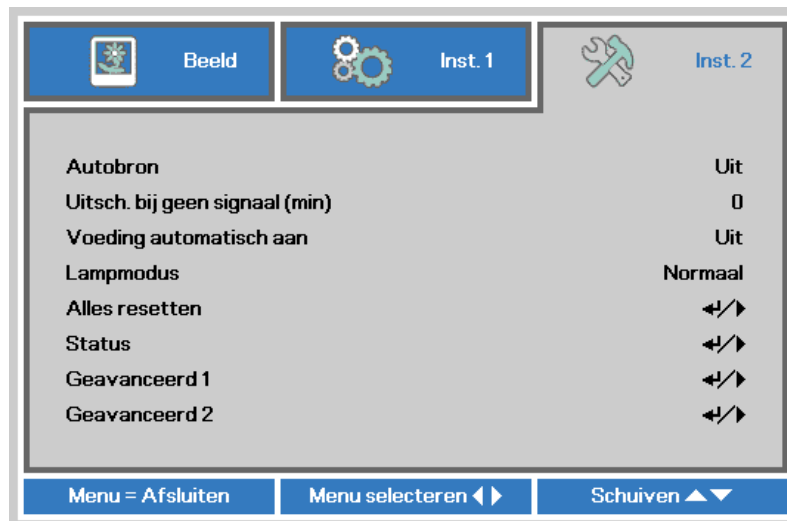 Beeld Inst. 1 Inst. 2
Autobron Uit
Uitsch. bij geen signaal (min) 0
Voeding automatisch aan Uit
Lampmodus Normaal
Alles resetten ↵/▶
Status ↵/▶
Geavanceerd 1 ↵/▶
Geavanceerd 2 ↵/▶
Menu = Afsluiten Menu selecteren ◀▶ Schuiven ▲▼